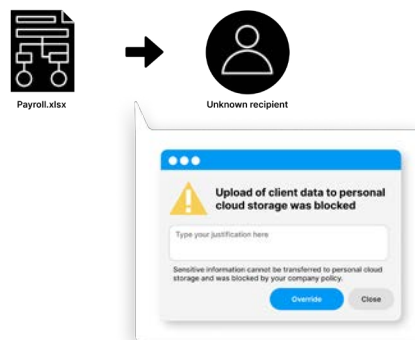 Payroll.xlsx
Unknown recipient
Upload of client data to personal
cloud storage was blocked
Type your justification here
Sensitive information cannot be transferred to personal cloud
storage and was blocked by your company policy.
Override
Close